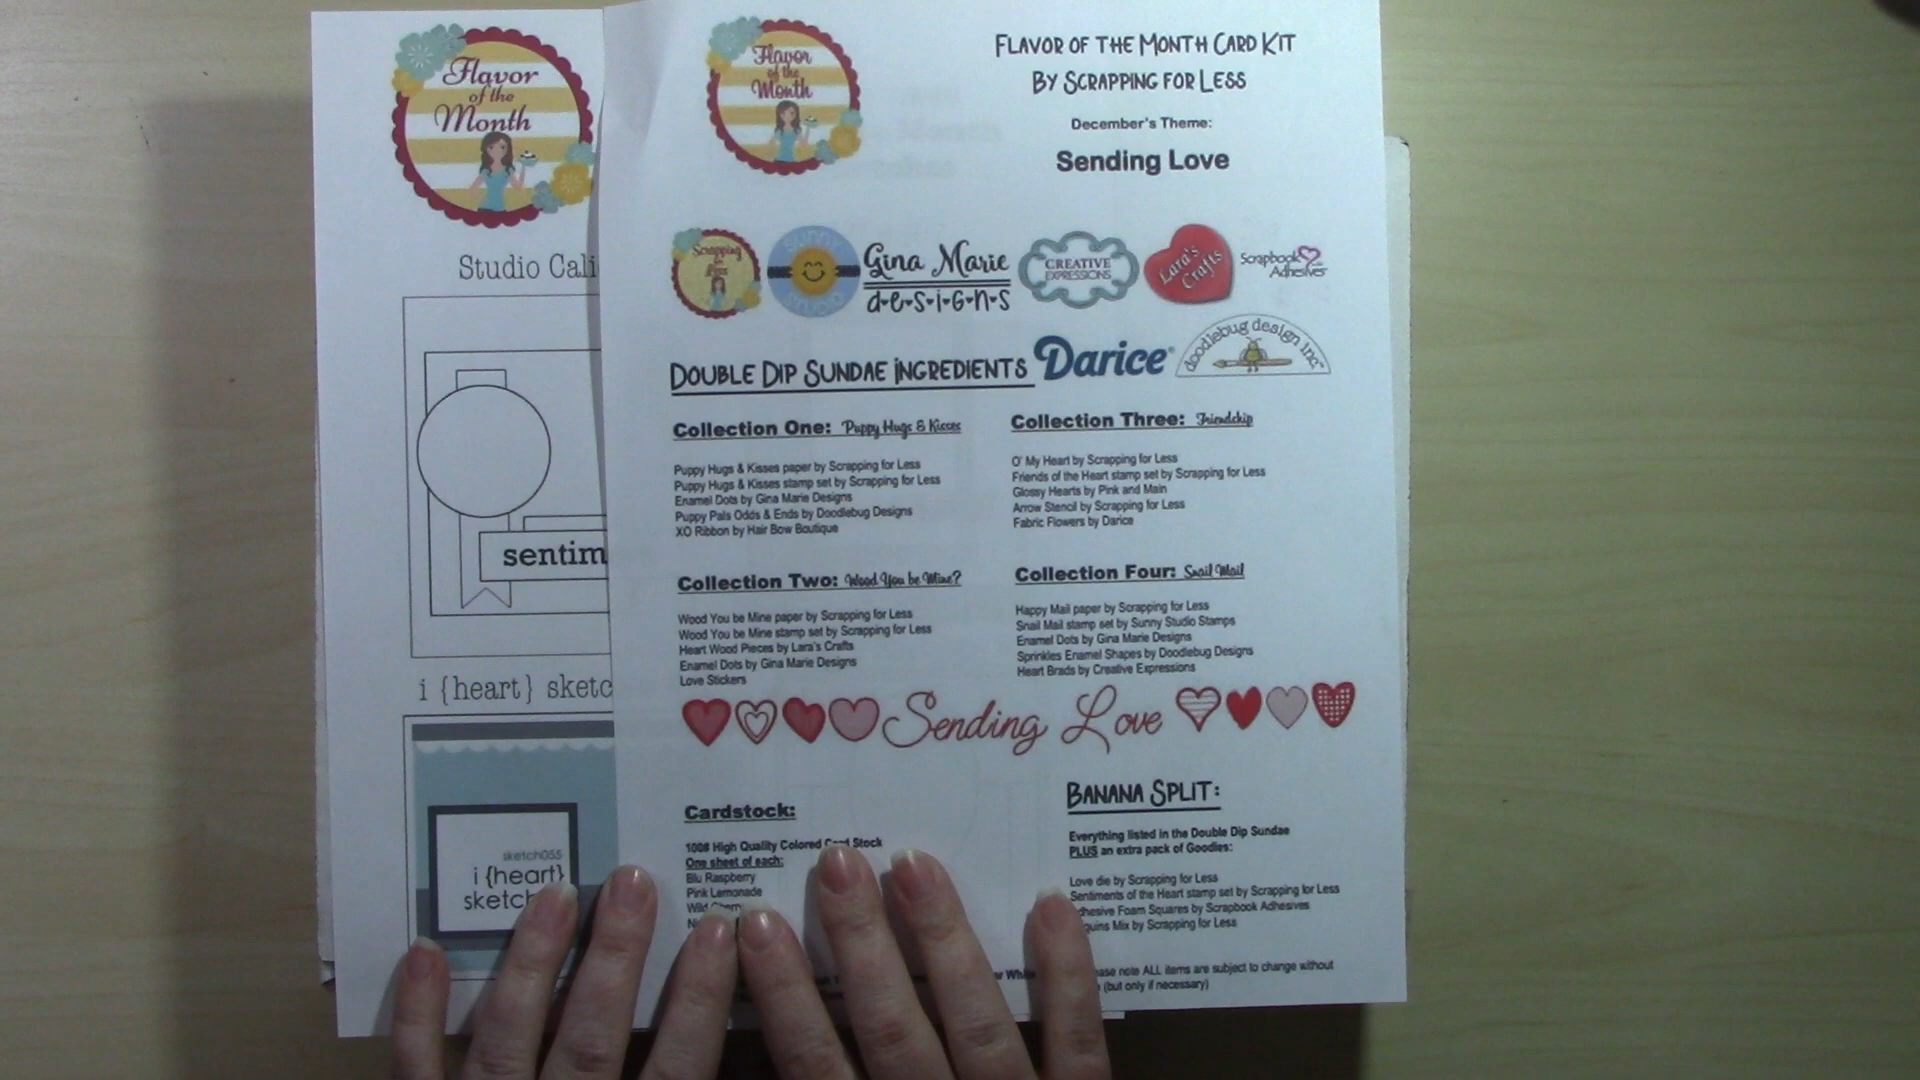 Flavor
of the
Month
Studio Cali
sentim
i {heart} sketc
sketch055
i {heart}
sketch
Flavor
of the
Month
FLAVOR OF THE MONTH CARD KIT
BY SCRAPPING FOR LESS
December's Theme:
Sending Love
Scrapping
for
Less
SUNNY
STUDIO
Gina Marie
d•e•s•i•g•n•s
CREATIVE
EXPRESSIONS
Lara's
Crafts
Scrapbook
Adhesives
DOUBLE DIP SUNDAE INGREDIENTS
Darice
doodlebug design inc.
Collection One: Puppy Hugs & Kisses
Puppy Hugs & Kisses paper by Scrapping for Less
Puppy Hugs & Kisses stamp set by Scrapping for Less
Enamel Dots by Gina Marie Designs
Puppy Pals Odds & Ends by Doodlebug Designs
XO Ribbon by Hair Bow Boutique
Collection Three: Friendship
O' My Heart by Scrapping for Less
Friends of the Heart stamp set by Scrapping for Less
Glossy Hearts by Pink and Main
Arrow Stencil by Scrapping for Less
Fabric Flowers by Darice
Collection Two: Wood You be Mine?
Wood You be Mine paper by Scrapping for Less
Wood You be Mine stamp set by Scrapping for Less
Heart Wood Pieces by Lara's Crafts
Enamel Dots by Gina Marie Designs
Love Stickers
Collection Four: Snail Mail
Happy Mail paper by Scrapping for Less
Snail Mail stamp set by Sunny Studio Stamps
Enamel Dots by Gina Marie Designs
Sprinkles Enamel Shapes by Doodlebug Designs
Heart Brads by Creative Expressions
Sending Love
Cardstock:
100# High Quality Colored Card Stock
One sheet of each:
Blu Raspberry
Pink Lemonade
Wild Cherry
BANANA SPLIT:
Everything listed in the Double Dip Sundae
PLUS an extra pack of Goodies:
Love die by Scrapping for Less
Sentiments of the Heart stamp set by Scrapping for Less
dhesive Foam Squares by Scrapbook Adhesives
quins Mix by Scrapping for Less
or White
ase note ALL items are subject to change without
(but only if necessary)